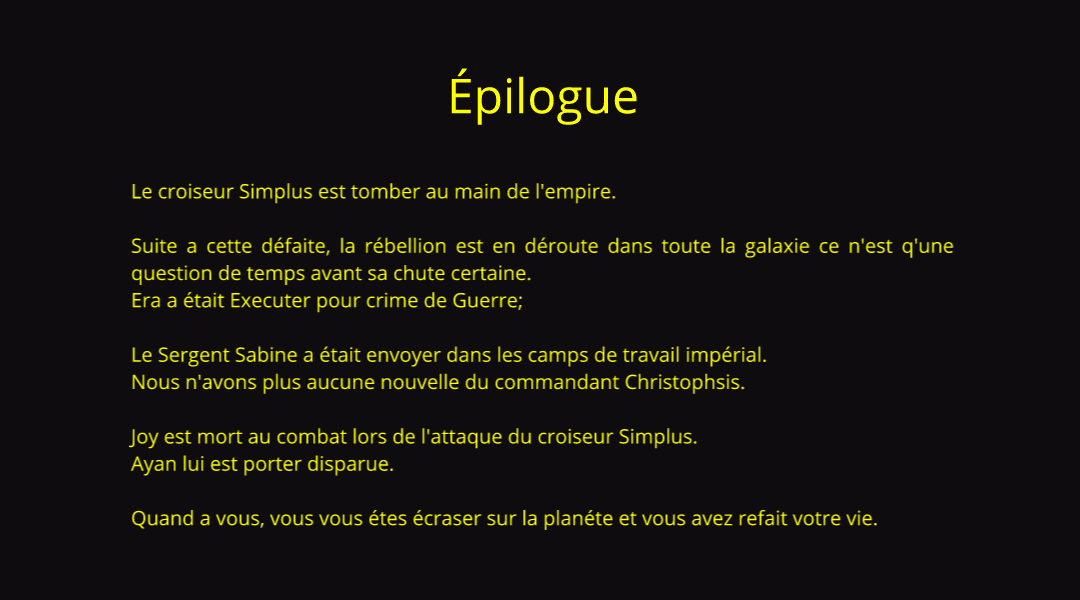 Épilogue
Le croiseur Simplus est tomber au main de l'empire.
Suite a cette défaite, la rébellion est en déroute dans toute la galaxie ce n'est q'une
question de temps avant sa chute certaine.
Era a était Executer pour crime de Guerre;
Le Sergent Sabine a était envoyer dans les camps de travail impérial.
Nous n'avons plus aucune nouvelle du commandant Christophsis.
Joy est mort au combat lors de l'attaque du croiseur Simplus.
Ayan lui est porter disparue.
Quand a vous, vous vous étes écraser sur la planéte et vous avez refait votre vie.